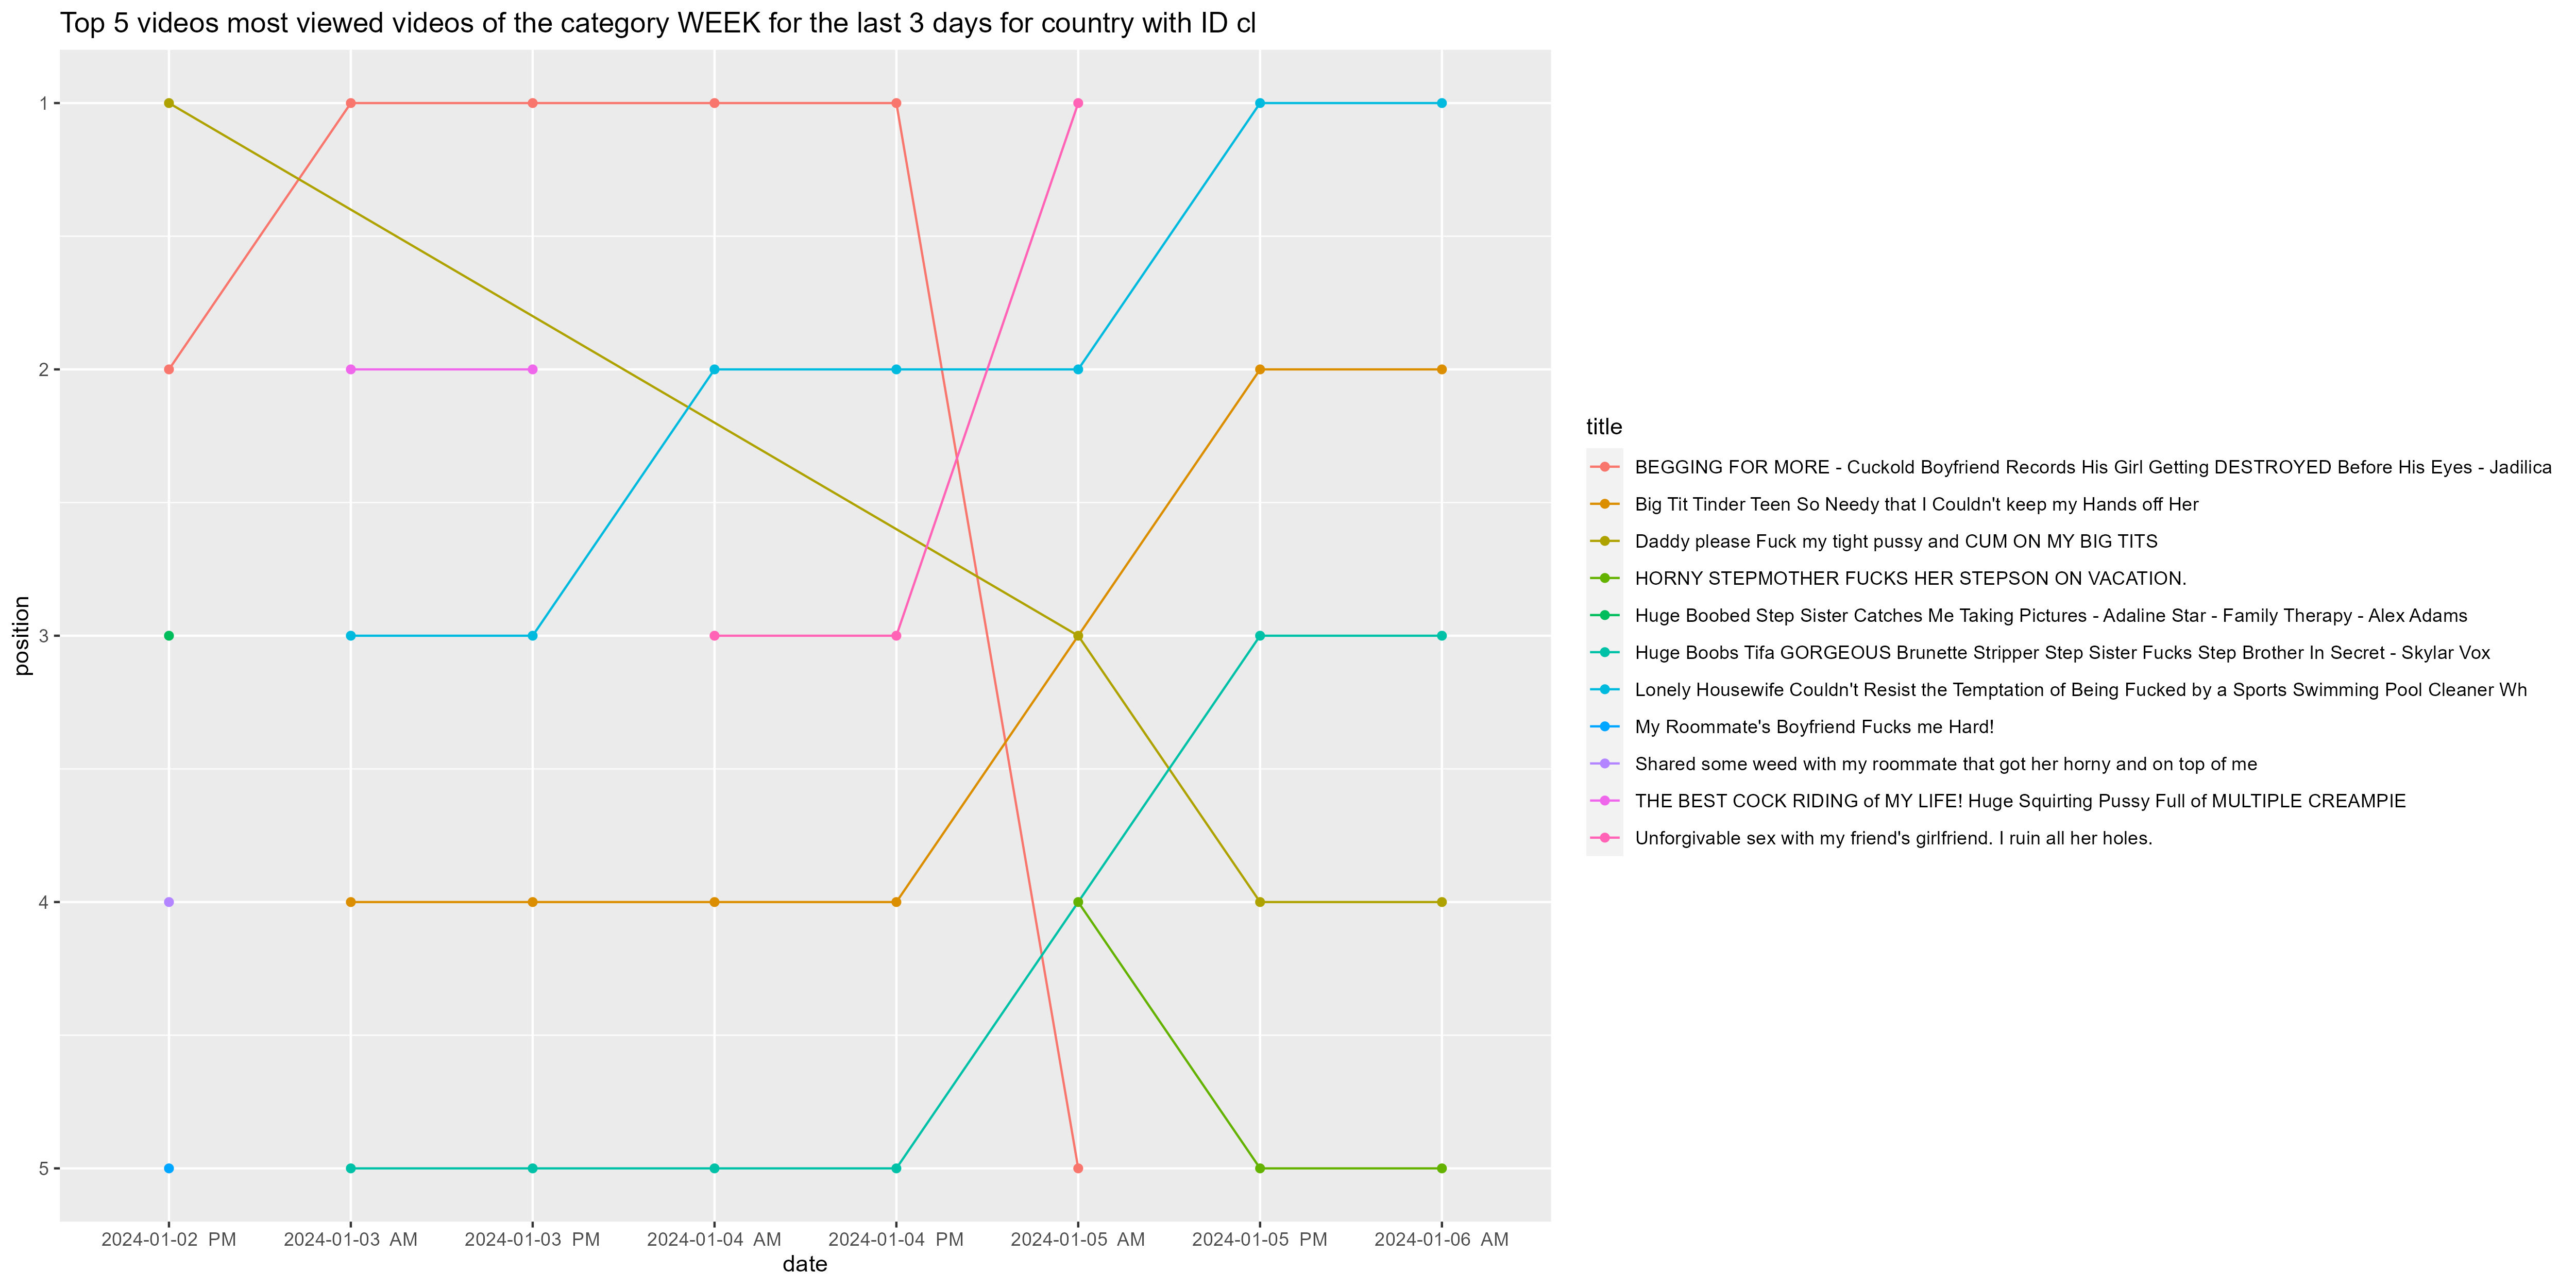 Top 5 videos most viewed videos of the category WEEK for the last 3 days for country with ID cl
1
2
3
4
5
position
2024-01-02 PM
2024-01-03 AM
2024-01-03 PM
2024-01-04 AM
2024-01-04 PM
2024-01-05 AM
2024-01-05 PM
2024-01-06 AM
date
title
BEGGING FOR MORE - Cuckold Boyfriend Records His Girl Getting DESTROYED Before His Eyes - Jadilica
Big Tit Tinder Teen So Needy that I Couldn't keep my Hands off Her
Daddy please Fuck my tight pussy and CUM ON MY BIG TITS
HORNY STEPMOTHER FUCKS HER STEPSON ON VACATION.
Huge Boobed Step Sister Catches Me Taking Pictures - Adaline Star - Family Therapy - Alex Adams
Huge Boobs Tifa GORGEOUS Brunette Stripper Step Sister Fucks Step Brother In Secret - Skylar Vox
Lonely Housewife Couldn't Resist the Temptation of Being Fucked by a Sports Swimming Pool Cleaner Wh
My Roommate's Boyfriend Fucks me Hard!
Shared some weed with my roommate that got her horny and on top of me
THE BEST COCK RIDING of MY LIFE! Huge Squirting Pussy Full of MULTIPLE CREAMPIE
Unforgivable sex with my friend's girlfriend. I ruin all her holes.